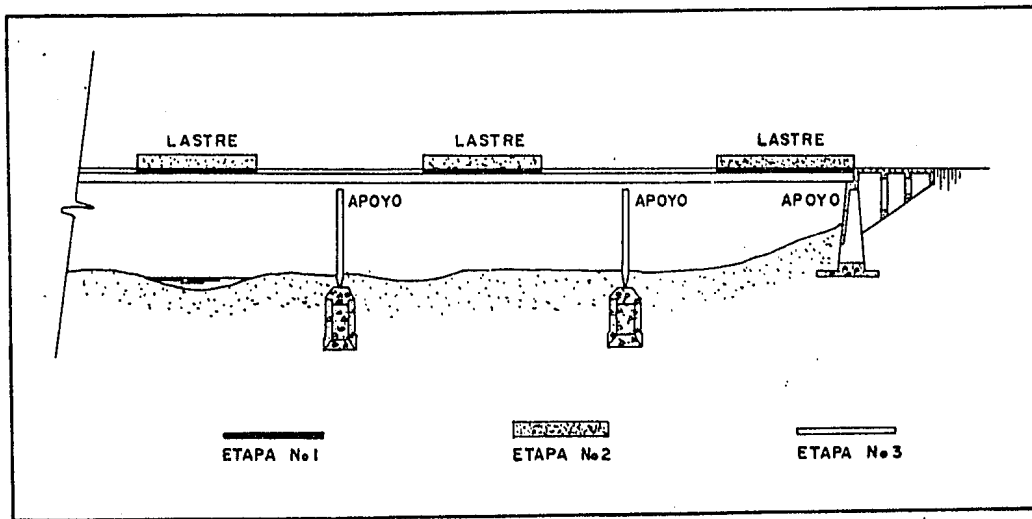 LASTRE LASTRE LASTRE
APOYO APOYO APOYO
ETAPA No1 ETAPA No2 ETAPA No3